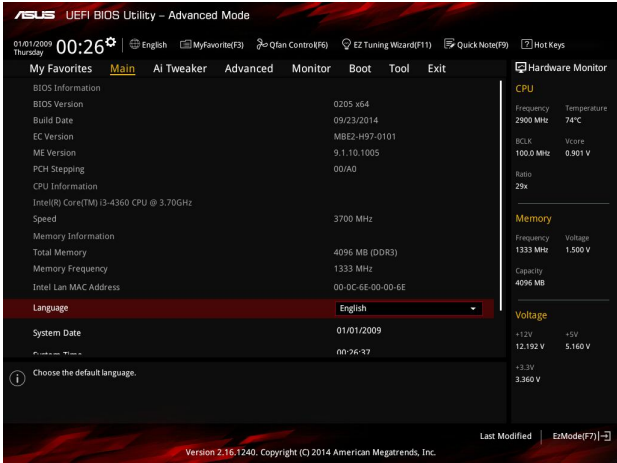 ASUS UEFI BIOS Utility – Advanced Mode
01/01/2009 Thursday 00:26 English MyFavorite(F3) Qfan Control(F6) EZ Tuning Wizard(F11) Quick Note(F9) ? Hot Keys
My Favorites Main Ai Tweaker Advanced Monitor Boot Tool Exit
BIOS Information
BIOS Version 0205 x64
Build Date 09/23/2014
EC Version MBE2-H97-0101
ME Version 9.1.10.1005
PCH Stepping 00/A0
CPU Information
Intel(R) Core(TM) i3-4360 CPU @ 3.70GHz
Speed 3700 MHz
Memory Information
Total Memory 4096 MB (DDR3)
Memory Frequency 1333 MHz
Intel Lan MAC Address 00-0C-6E-00-00-6E
Language English
System Date 01/01/2009
System Time 00:26:37
i Choose the default language.
Hardware Monitor
CPU
Frequency Temperature
2900 MHz 74°C
BCLK Vcore
100.0 MHz 0.901 V
Ratio
29x
Memory
Frequency Voltage
1333 MHz 1.500 V
Capacity
4096 MB
Voltage
+12V +5V
12.192 V 5.160 V
+3.3V
3.360 V
Last Modified EzMode(F7)
Version 2.16.1240. Copyright (C) 2014 American Megatrends, Inc.